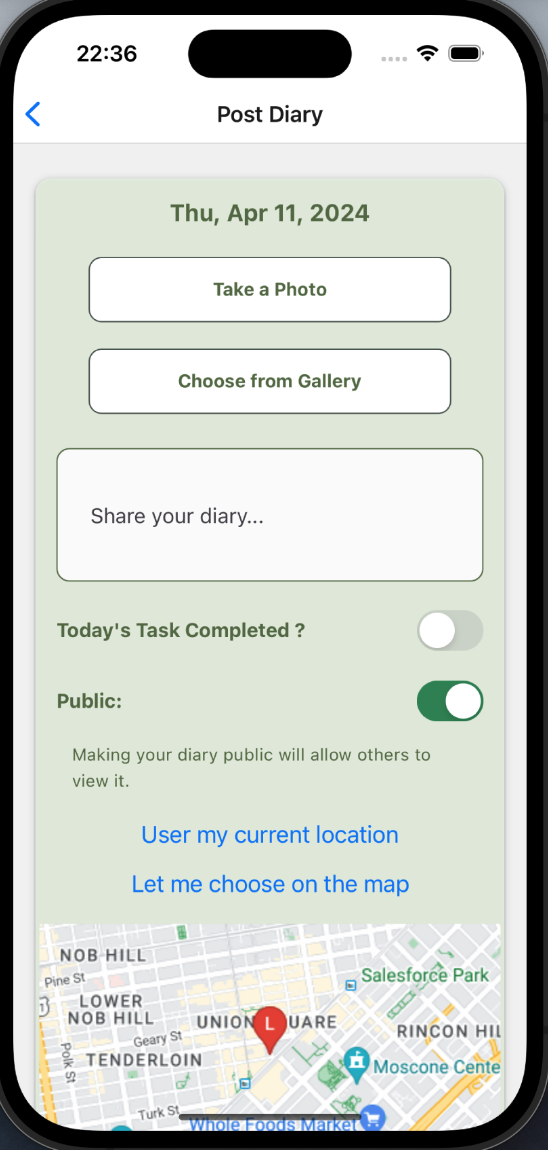 22:36
Post Diary
Thu, Apr 11, 2024
Take a Photo
Choose from Gallery
Share your diary...
Today's Task Completed ?
Public:
Making your diary public will allow others to
view it.
User my current location
Let me choose on the map
NOB HILL
Pine St
Salesforce Park
LOWER
NOB HILL
UNION UARE
L
RINCON HIL
Geary St
Polk St
TENDERLOIN
Moscone Cente
Turk St
Whole Foods Market